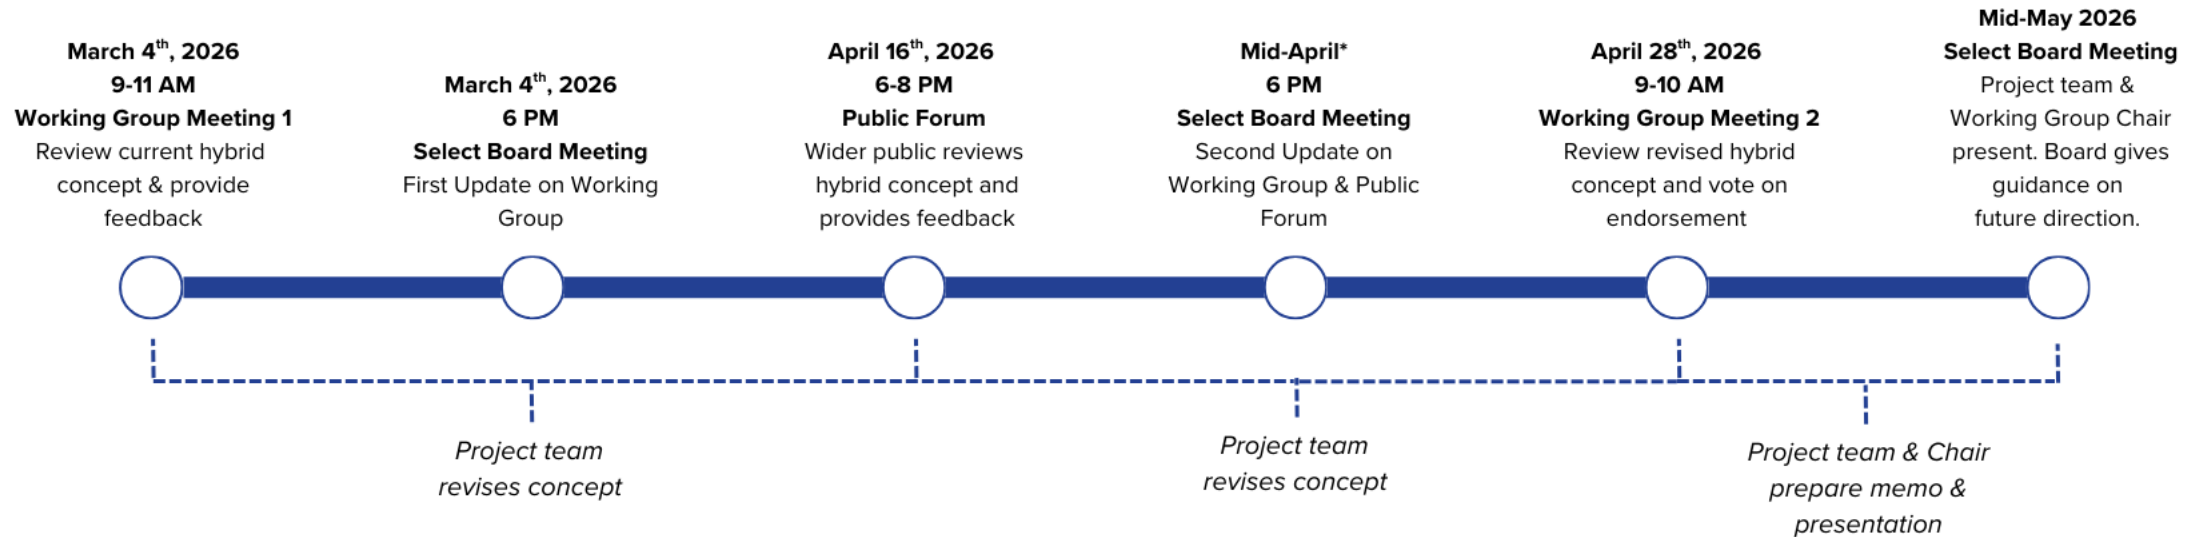 March 4th, 2026
9-11 AM
Working Group Meeting 1
Review current hybrid
concept & provide
feedback
March 4th, 2026
6 PM
Select Board Meeting
First Update on Working
Group
April 16th, 2026
6-8 PM
Public Forum
Wider public reviews
hybrid concept and
provides feedback
Mid-April*
6 PM
Select Board Meeting
Second Update on
Working Group & Public
Forum
April 28th, 2026
9-10 AM
Working Group Meeting 2
Review revised hybrid
concept and vote on
endorsement
Mid-May 2026
Select Board Meeting
Project team &
Working Group Chair
present. Board gives
guidance on
future direction.
Project team
revises concept
Project team
revises concept
Project team & Chair
prepare memo &
presentation